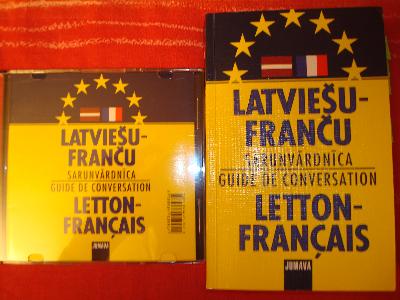 LATVIEŠU-
FRANČU
SARUNVĀRDNĪCA
GUIDE DE CONVERSATION
LETTON-
FRANÇAIS
JUMAVA
LATVIEŠU-
FRANČU
SARUNVĀRDNĪCA
GUIDE DE CONVERSATION
LETTON-
FRANÇAIS
JUMAVA